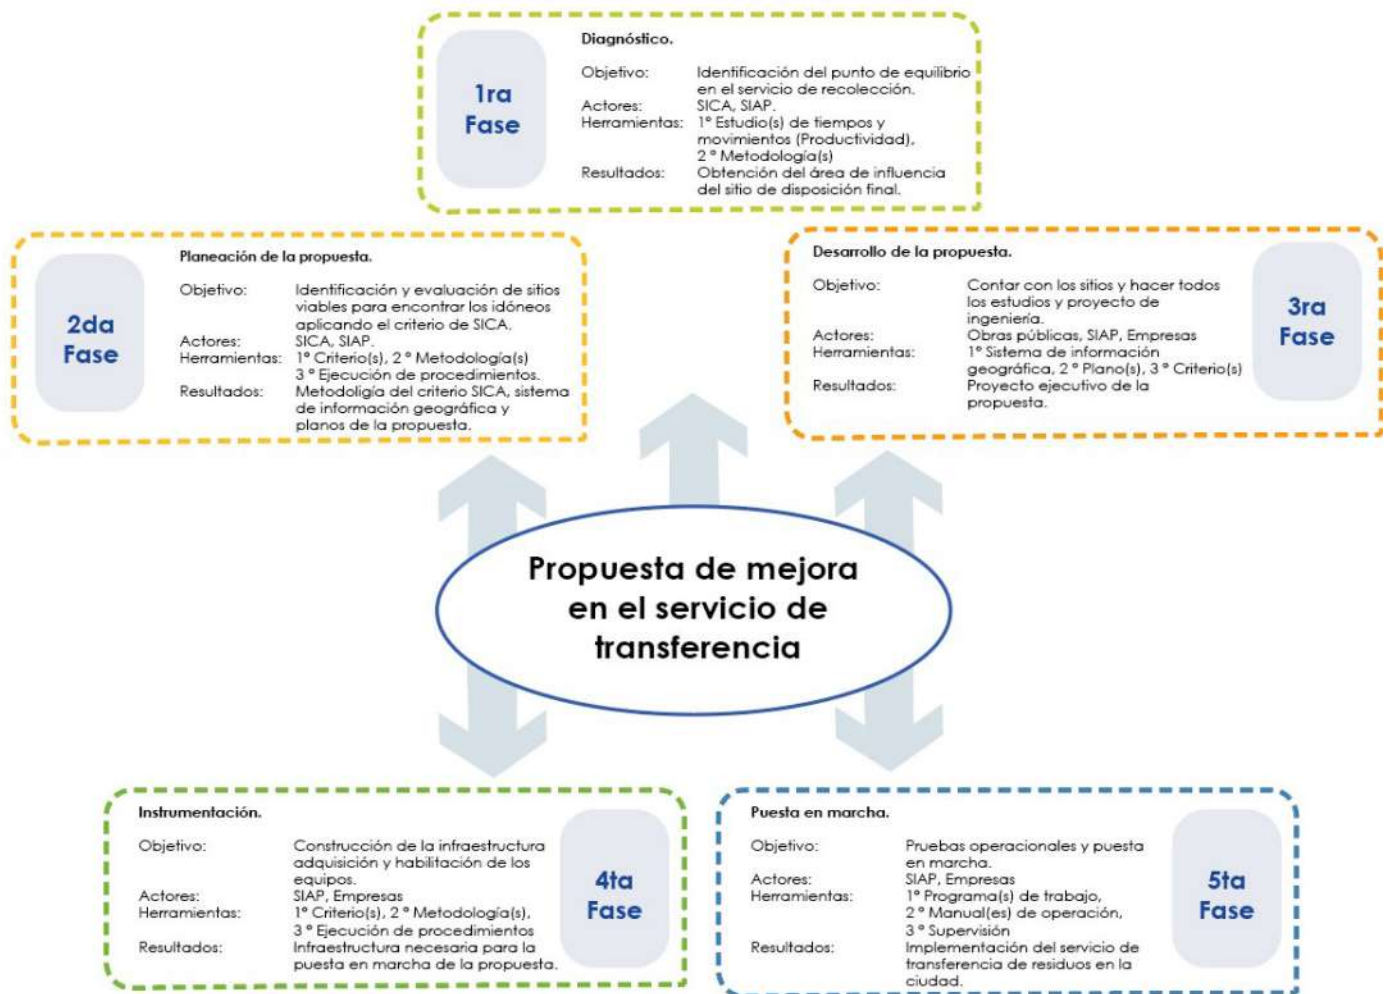 1ra
Fase
Diagnóstico.
Objetivo: Identificación del punto de equilibrio
en el servicio de recolección.
Actores: SICA, SIAP.
Herramientas: 1° Estudio(s) de tiempos y
movimientos (Productividad),
2 ° Metodología(s)
Resultados: Obtención del área de influencia
del sitio de disposición final.
2da
Fase
Planeación de la propuesta.
Objetivo: Identificación y evaluación de sitios
viables para encontrar los idóneos
aplicando el criterio de SICA.
Actores: SICA, SIAP.
Herramientas: 1° Criterio(s), 2 ° Metodología(s)
3 ° Ejecución de procedimientos.
Resultados: Metodoligía del criterio SICA, sistema
de información geográfica y
planos de la propuesta.
Desarrollo de la propuesta.
Objetivo: Contar con los sitios y hacer todos
los estudios y proyecto de
ingeniería.
Actores: Obras públicas, SIAP, Empresas
Herramientas: 1° Sistema de información
geográfica, 2 ° Plano(s), 3 ° Criterio(s)
Resultados: Proyecto ejecutivo de la
propuesta.
3ra
Fase
Propuesta de mejora
en el servicio de
transferencia
Instrumentación.
Objetivo: Construcción de la infraestructura
adquisición y habilitación de los
equipos.
Actores: SIAP, Empresas
Herramientas: 1° Criterio(s), 2 ° Metodología(s),
3 ° Ejecución de procedimientos
Resultados: Infraestructura necesaria para la
puesta en marcha de la propuesta.
4ta
Fase
Puesta en marcha.
Objetivo: Pruebas operacionales y puesta
en marcha.
Actores: SIAP, Empresas
Herramientas: 1° Programa(s) de trabajo,
2 ° Manual(es) de operación,
3 ° Supervisión
Resultados: Implementación del servicio de
transferencia de residuos en la
ciudad.
5ta
Fase